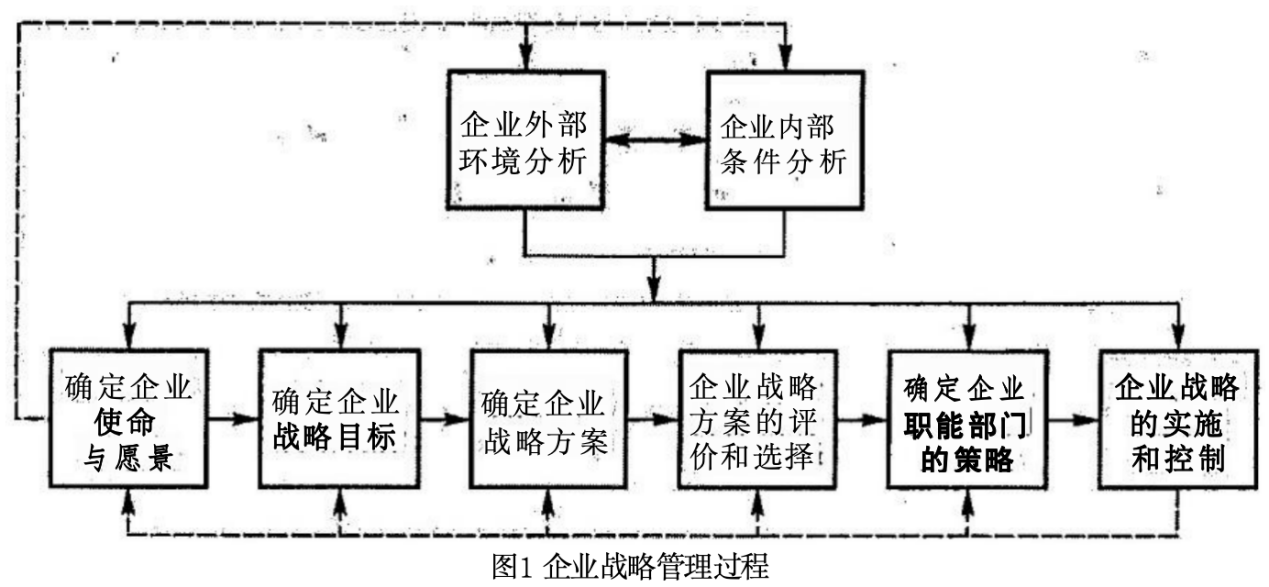 企业外部
环境分析
企业内部
条件分析
确定企业
使命
与愿景
确定企业
战略目标
确定企业
战略方案
企业战略
方案的评
价和选择
确定企业
职能部门
的策略
企业战略
的实施
和控制
图1 企业战略管理过程